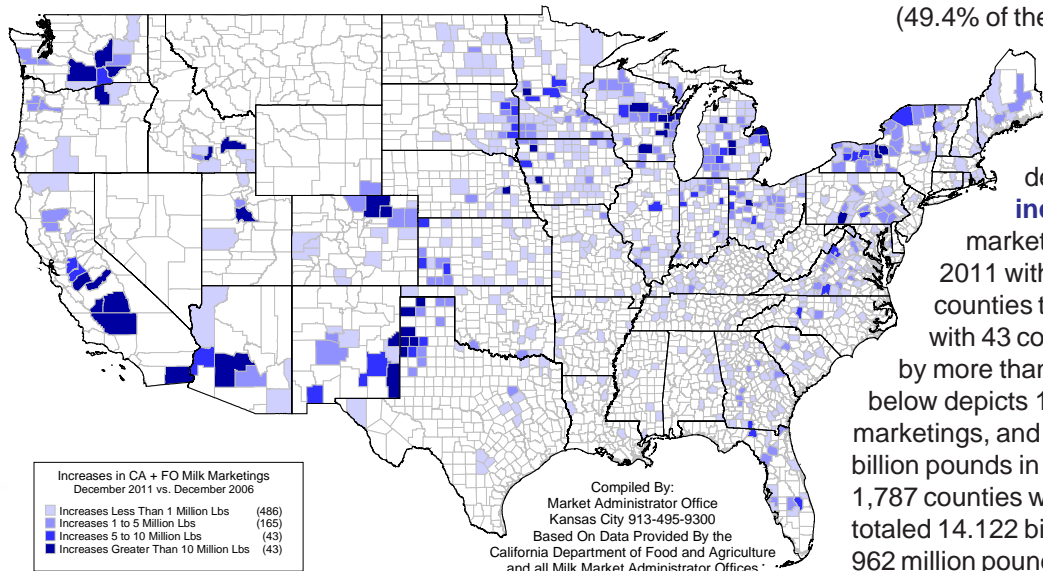 (49.4% of the
de
inc
market
2011 with
counties t
with 43 co
by more than
below depicts 1
marketings, and
billion pounds in
1,787 counties w
totaled 14.122 bi
962 million pound
Increases in CA + FO Milk Marketings
December 2011 vs. December 2006
Increases Less Than 1 Million Lbs (486)
Increases 1 to 5 Million Lbs (165)
Increases 5 to 10 Million Lbs (43)
Increases Greater Than 10 Million Lbs (43)
Compiled By:
Market Administrator Office
Kansas City 913-495-9300
Based On Data Provided By the
California Department of Food and Agriculture
and all Milk Market Administrator Offices.